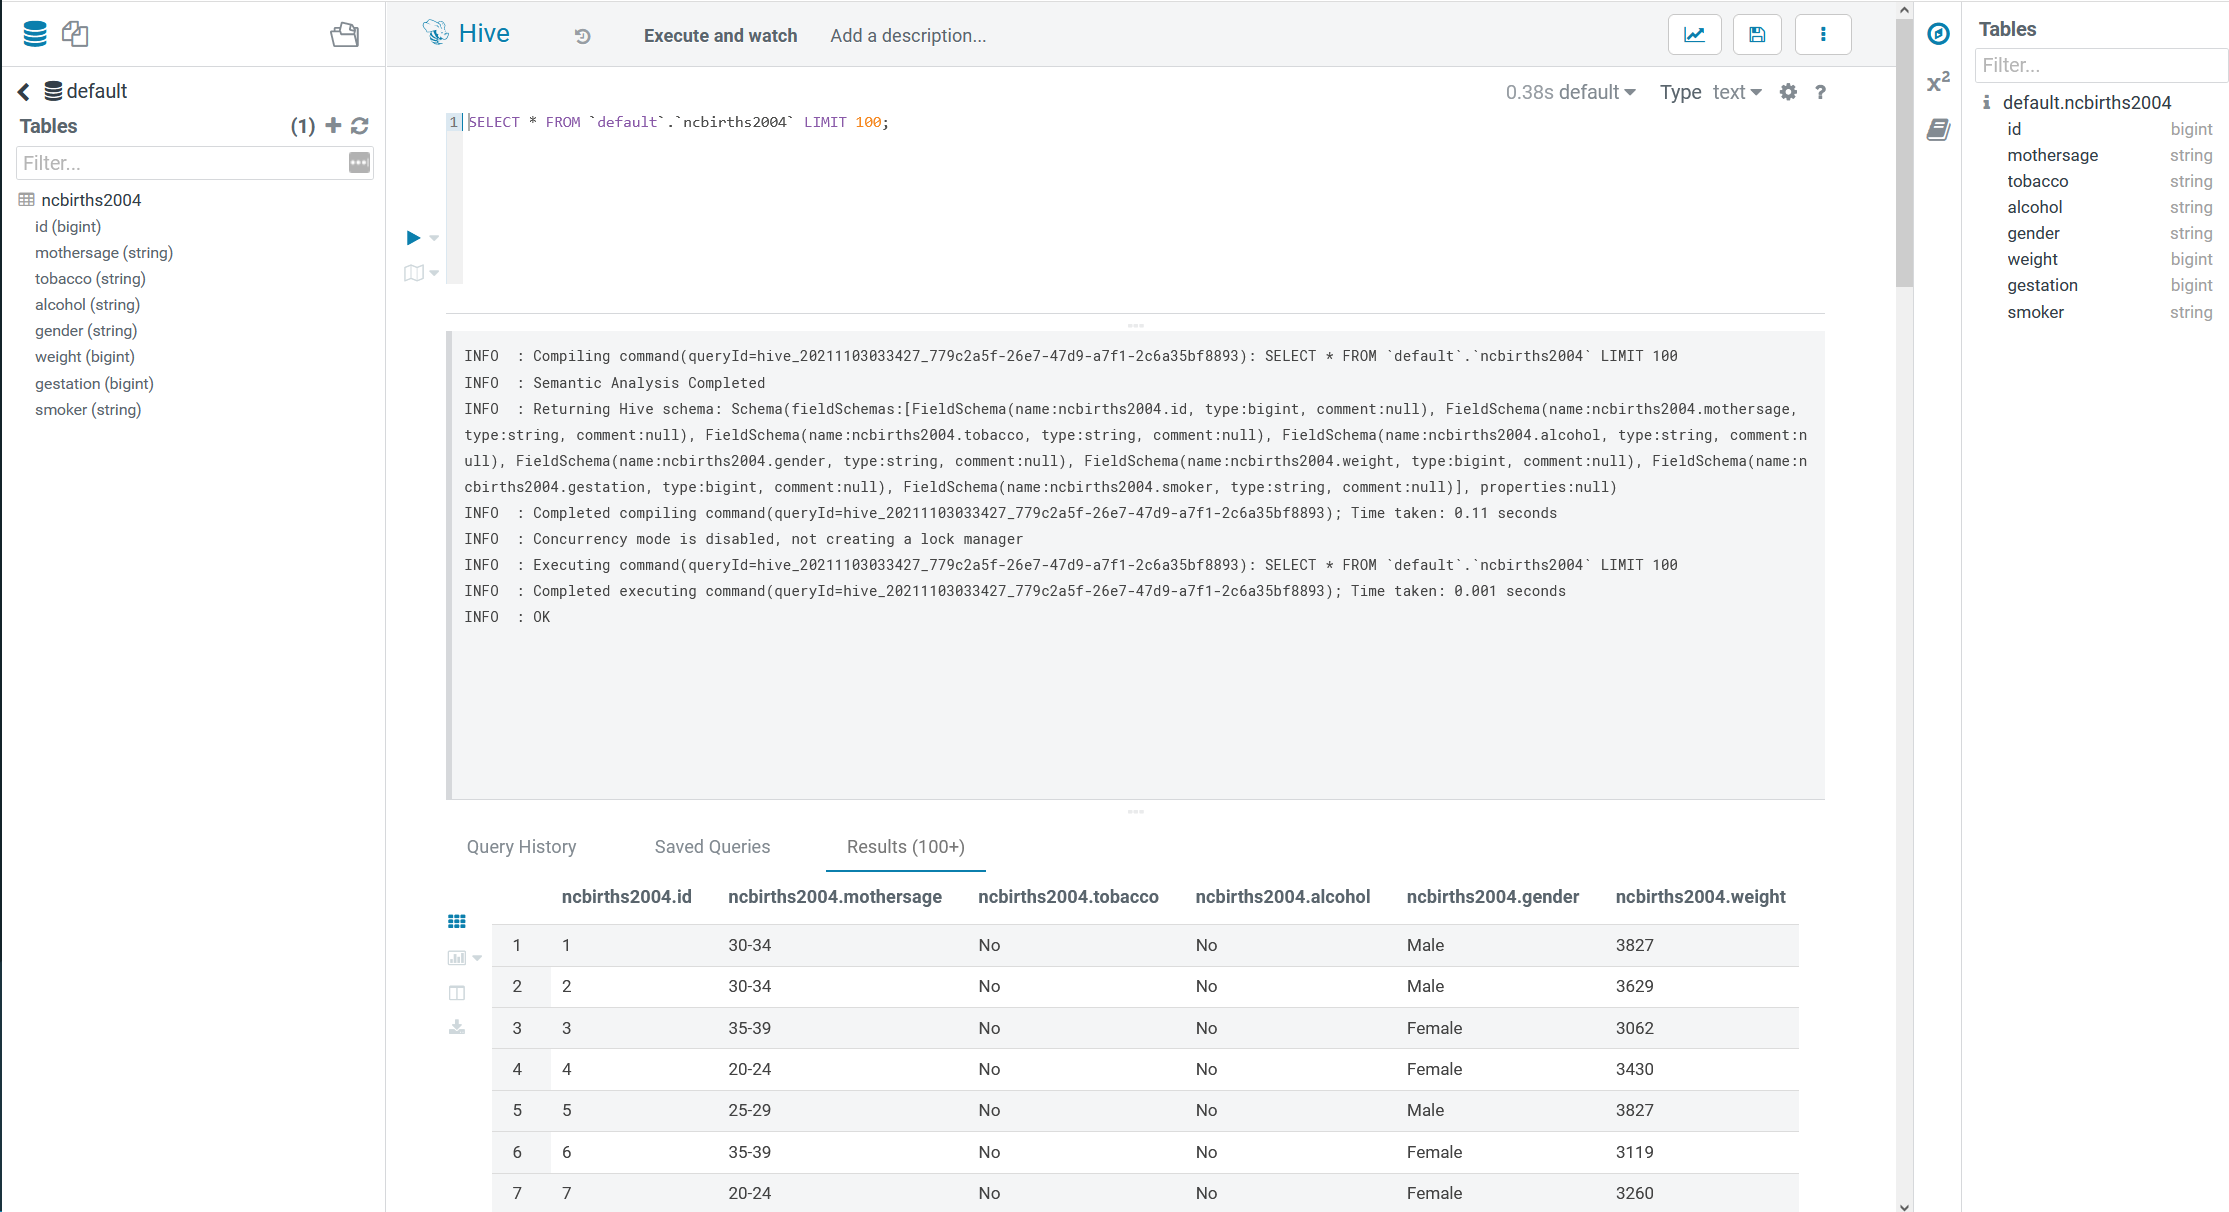 default
Tables (1)
Filter...
ncbirths2004
id (bigint)
mothersage (string)
tobacco (string)
alcohol (string)
gender (string)
weight (bigint)
gestation (bigint)
smoker (string)
Hive Execute and watch Add a description...
0.38s default Type text ?
1 SELECT * FROM `default`.`ncbirths2004` LIMIT 100;
INFO  : Compiling command(queryId=hive_20211103033427_779c2a5f-26e7-47d9-a7f1-2c6a35bf8893): SELECT * FROM `default`.`ncbirths2004` LIMIT 100
INFO  : Semantic Analysis Completed
INFO  : Returning Hive schema: Schema(fieldSchemas:[FieldSchema(name:ncbirths2004.id, type:bigint, comment:null), FieldSchema(name:ncbirths2004.mothersage,
type:string, comment:null), FieldSchema(name:ncbirths2004.tobacco, type:string, comment:null), FieldSchema(name:ncbirths2004.alcohol, type:string, comment:n
ull), FieldSchema(name:ncbirths2004.gender, type:string, comment:null), FieldSchema(name:ncbirths2004.weight, type:bigint, comment:null), FieldSchema(name:n
cbirths2004.gestation, type:bigint, comment:null), FieldSchema(name:ncbirths2004.smoker, type:string, comment:null)], properties:null)
INFO  : Completed compiling command(queryId=hive_20211103033427_779c2a5f-26e7-47d9-a7f1-2c6a35bf8893); Time taken: 0.11 seconds
INFO  : Concurrency mode is disabled, not creating a lock manager
INFO  : Executing command(queryId=hive_20211103033427_779c2a5f-26e7-47d9-a7f1-2c6a35bf8893): SELECT * FROM `default`.`ncbirths2004` LIMIT 100
INFO  : Completed executing command(queryId=hive_20211103033427_779c2a5f-26e7-47d9-a7f1-2c6a35bf8893); Time taken: 0.001 seconds
INFO  : OK
Query History Saved Queries Results (100+)
ncbirths2004.id ncbirths2004.mothersage ncbirths2004.tobacco ncbirths2004.alcohol ncbirths2004.gender ncbirths2004.weight
1 1 30-34 No No Male 3827
2 2 30-34 No No Male 3629
3 3 35-39 No No Female 3062
4 4 20-24 No No Female 3430
5 5 25-29 No No Male 3827
6 6 35-39 No No Female 3119
7 7 20-24 No No Female 3260
x²
Tables
Filter...
default.ncbirths2004
id bigint
mothersage string
tobacco string
alcohol string
gender string
weight bigint
gestation bigint
smoker string